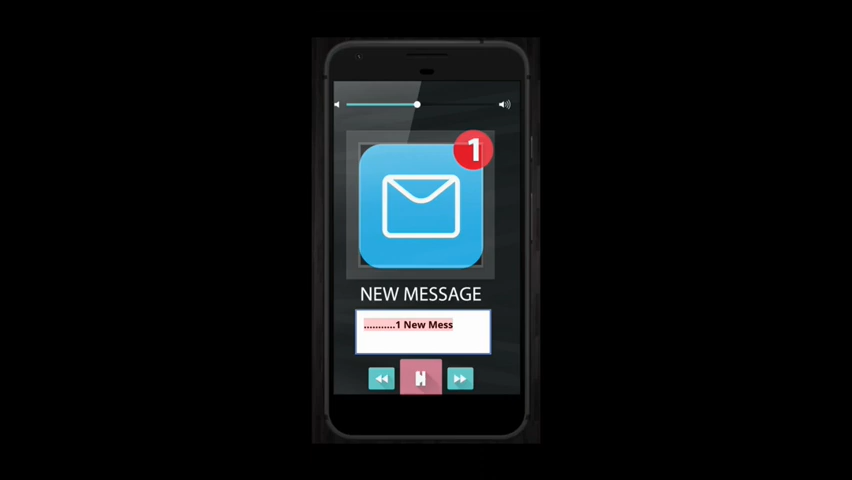 1
NEW MESSAGE
...........1 New Mess